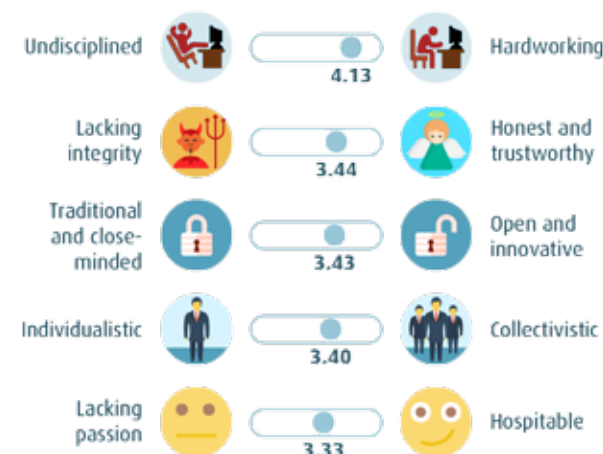 Undisciplined
Hardworking
4.13
Lacking
integrity
Honest and
trustworthy
3.44
Traditional
and close-
minded
Open and
innovative
3.43
Individualistic
Collectivistic
3.40
Lacking
passion
Hospitable
3.33